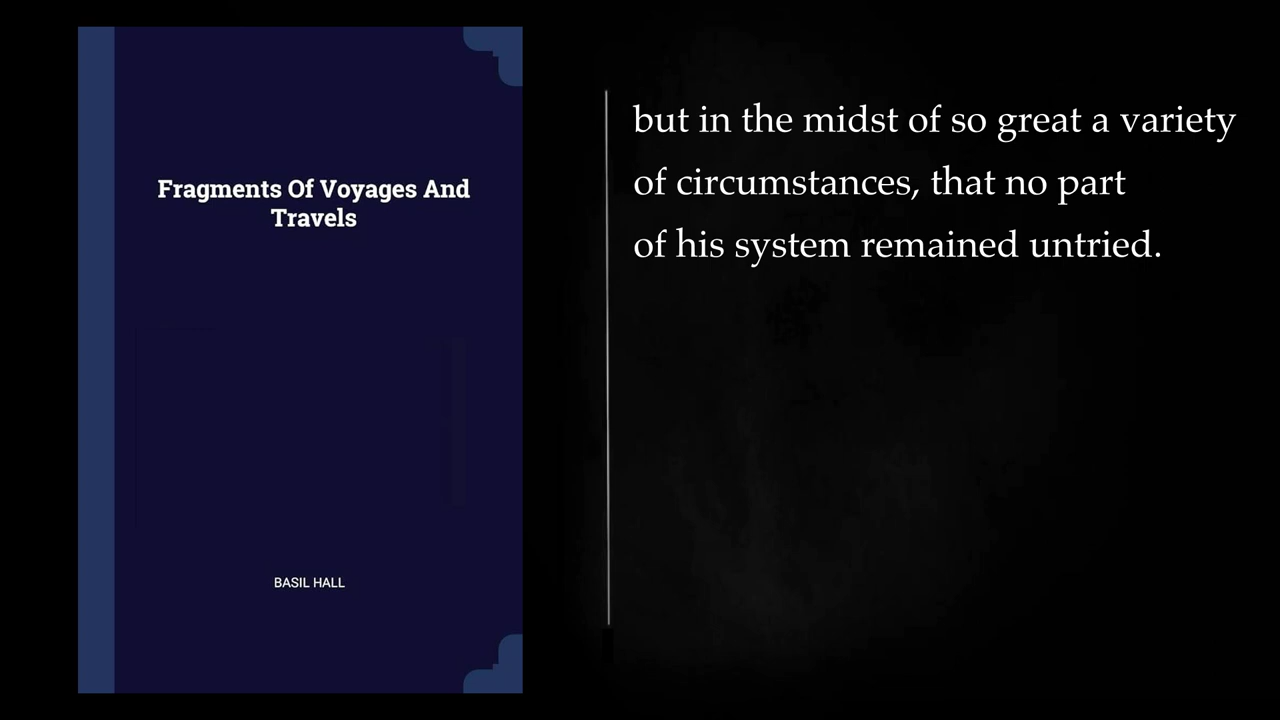 Fragments Of Voyages And
Travels
BASIL HALL
but in the midst of so great a variety
of circumstances, that no part
of his system remained untried.